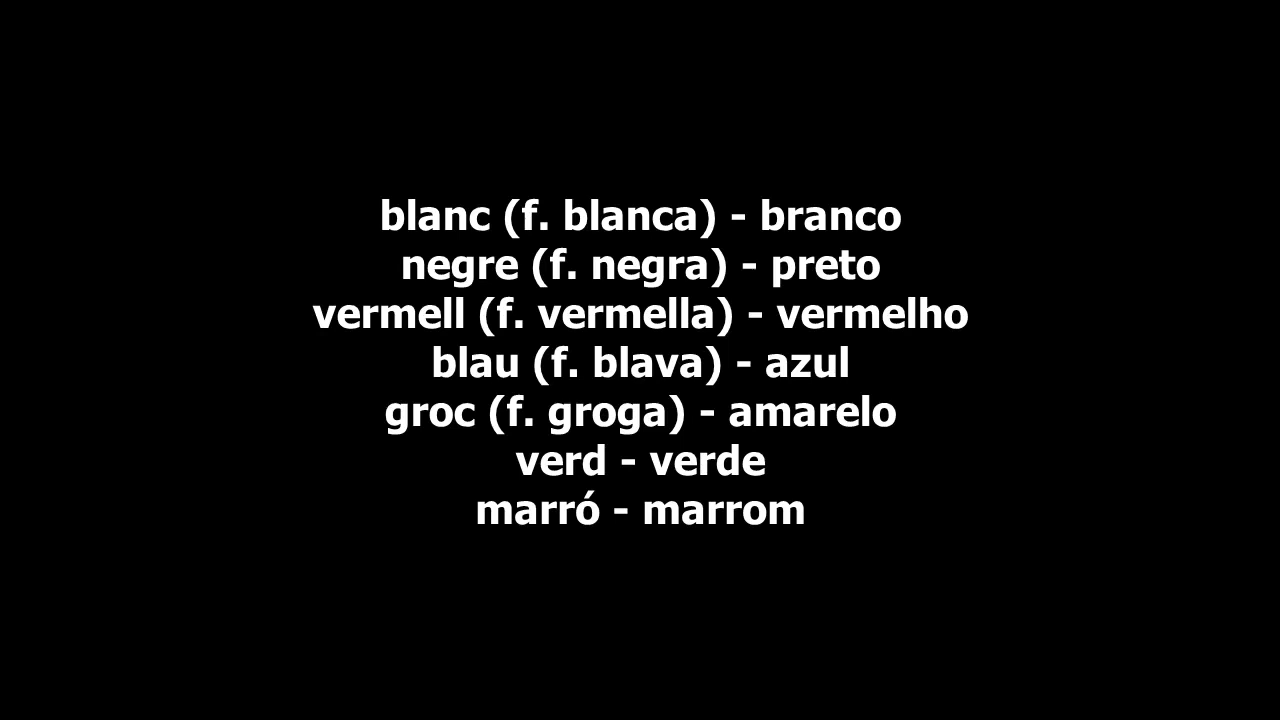 blanc (f. blanca) - branco
negre (f. negra) - preto
vermell (f. vermella) - vermelho
blau (f. blava) - azul
groc (f. groga) - amarelo
verd - verde
marró - marrom